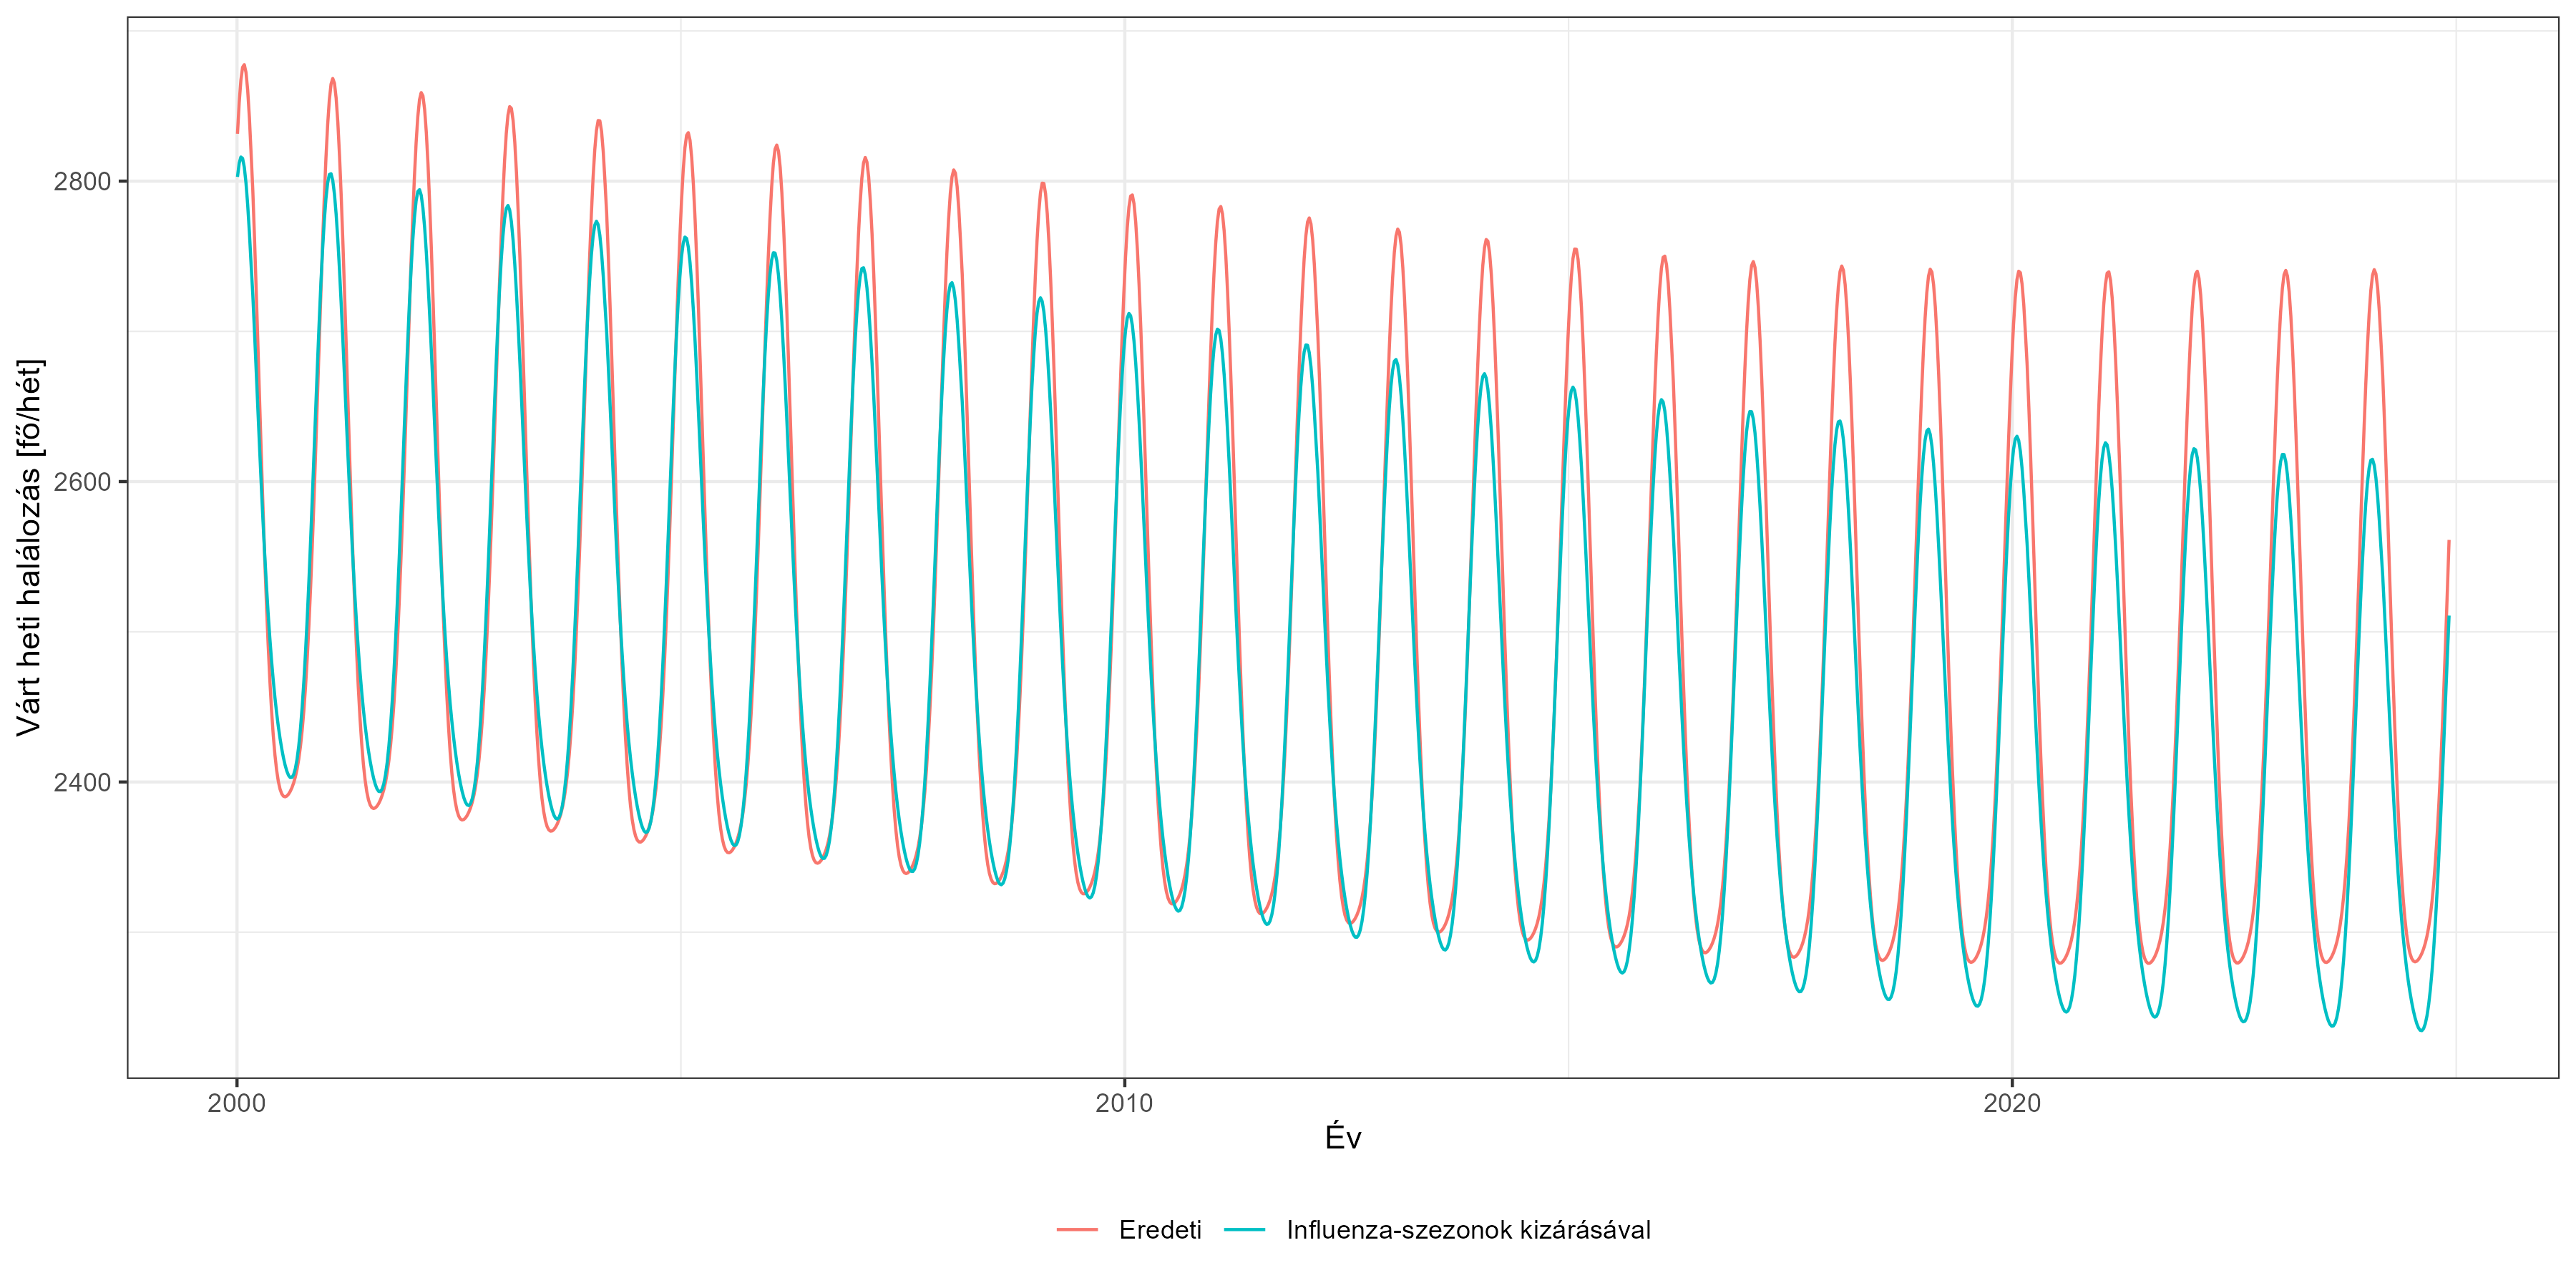 Várt heti halálozás [fő/hét]
2800
2600
2400
2000
2010
2020
Év
Eredeti
Influenza-szezonok kizárásával